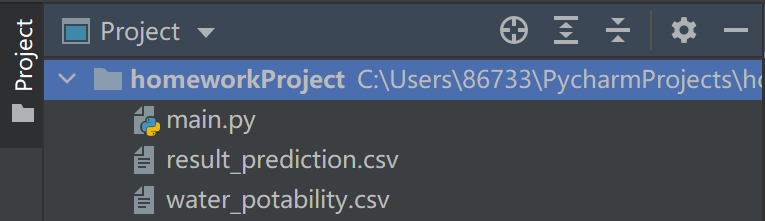 Project
Project
homeworkProject C:\Users\86733\PycharmProjects\ho
main.py
result_prediction.csv
water_potability.csv